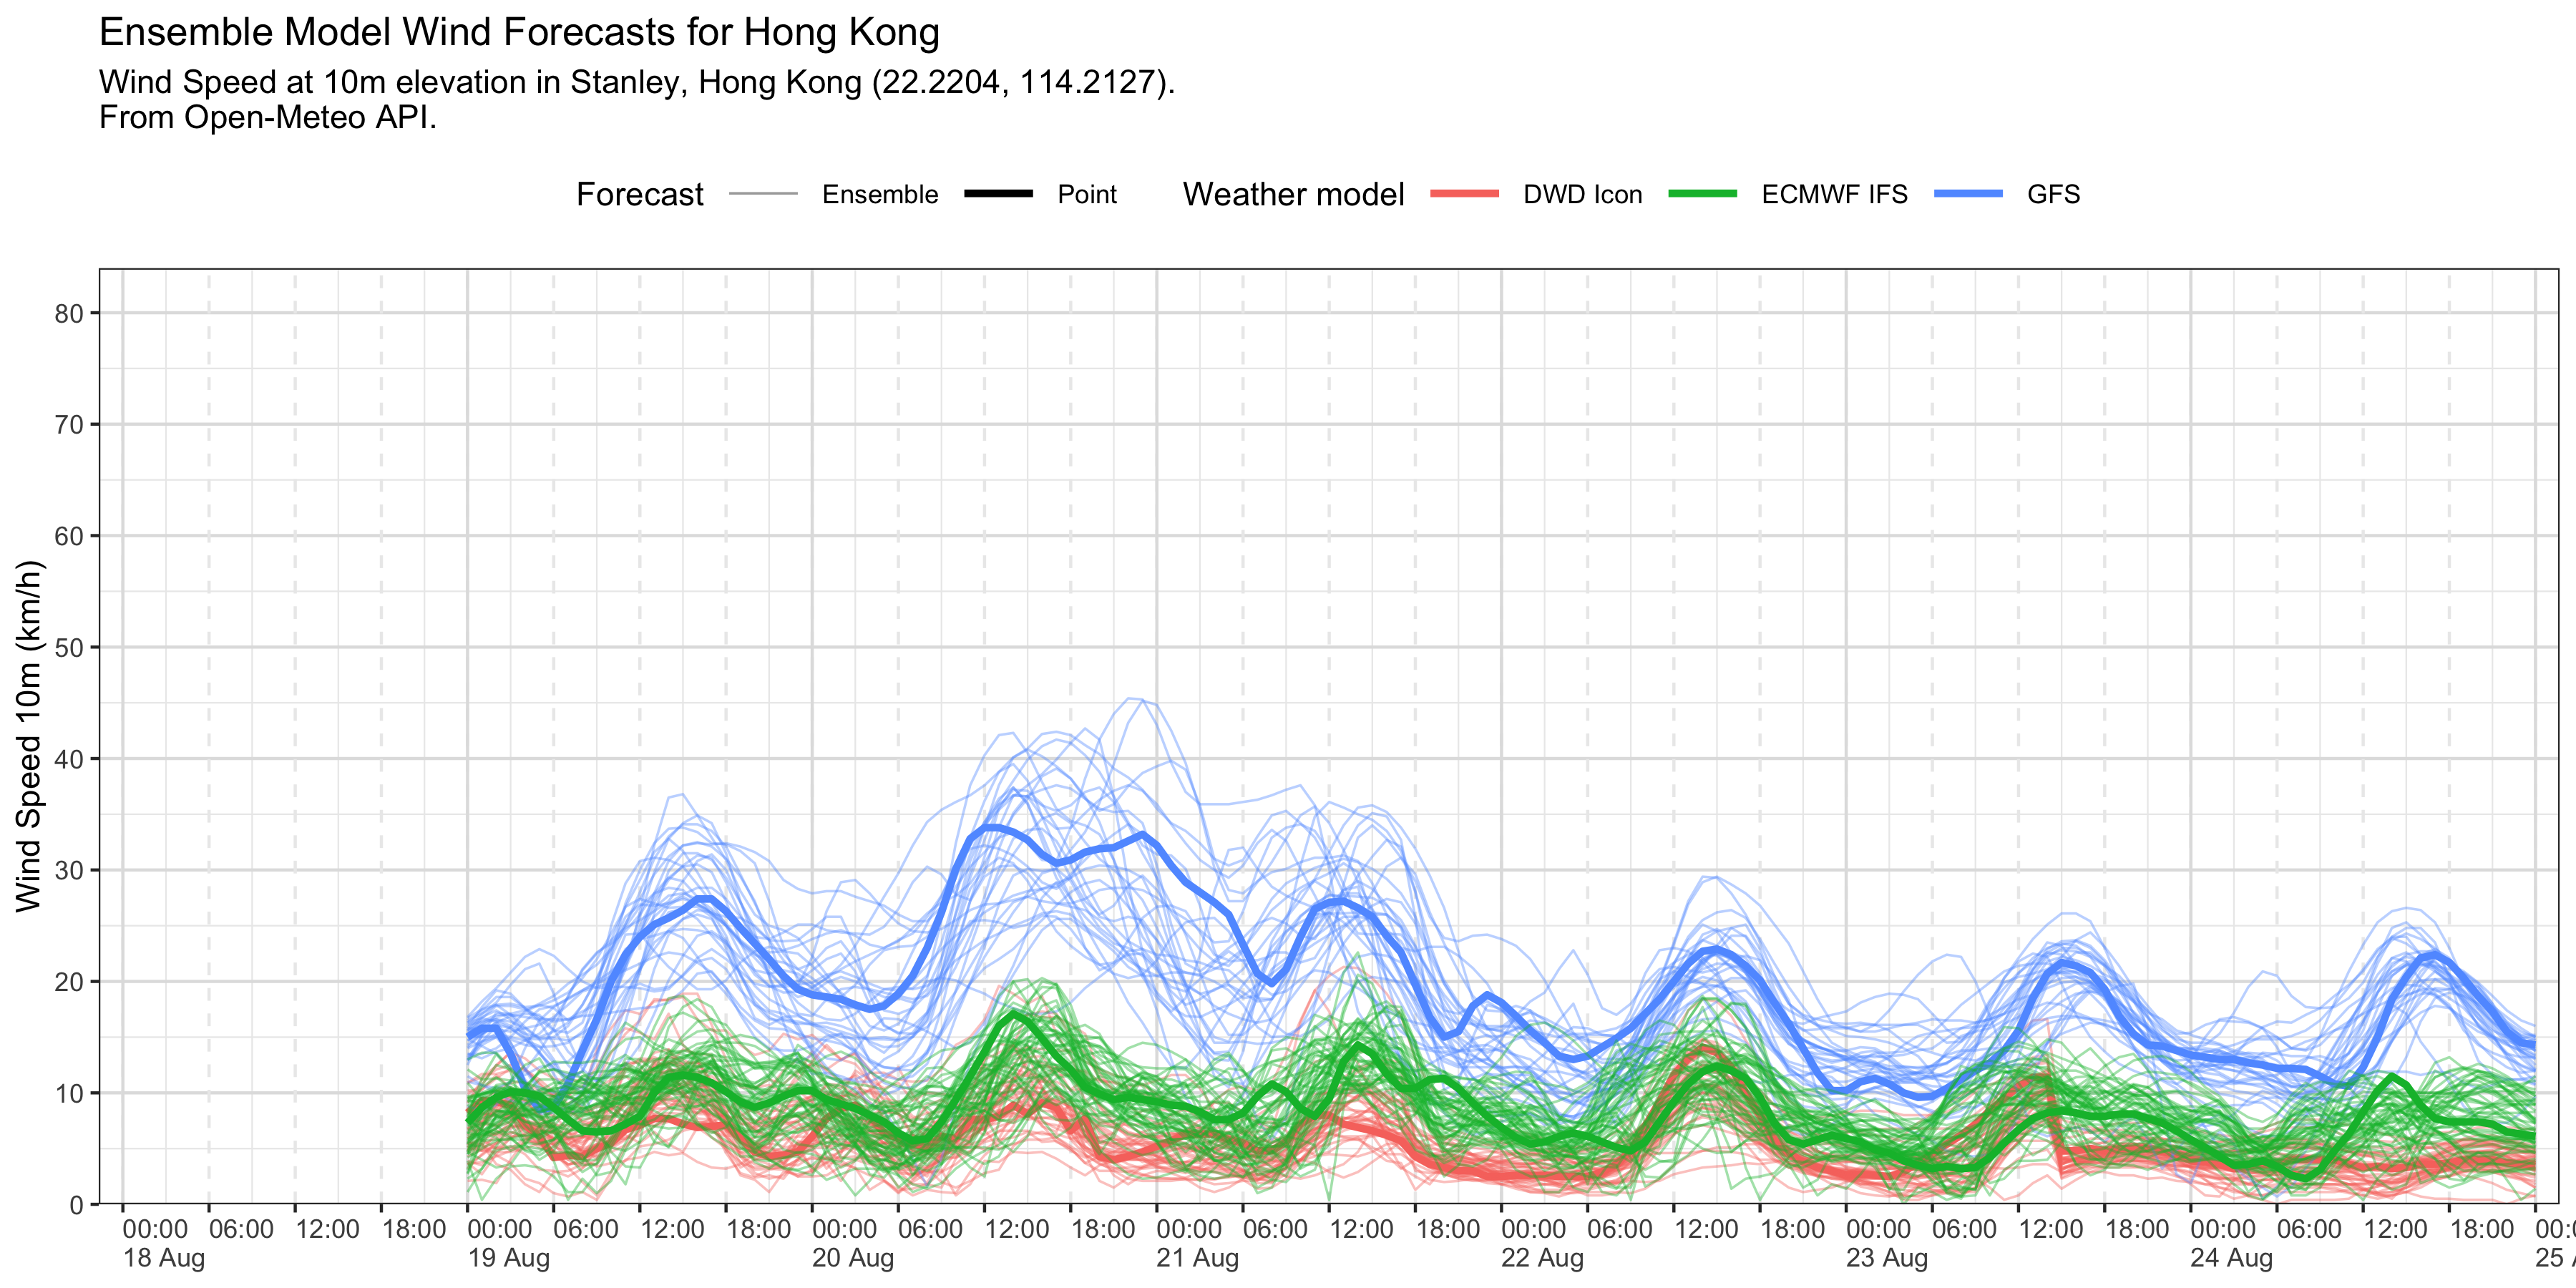 Ensemble Model Wind Forecasts for Hong Kong
Wind Speed at 10m elevation in Stanley, Hong Kong (22.2204, 114.2127).
From Open-Meteo API.
Forecast Ensemble Point Weather model DWD Icon ECMWF IFS GFS
Wind Speed 10m (km/h)
80
70
60
50
40
30
20
10
0
00:00 06:00 12:00 18:00 00:00 06:00 12:00 18:00 00:00 06:00 12:00 18:00 00:00 06:00 12:00 18:00 00:00 06:00 12:00 18:00 00:00 06:00 12:00 18:00 00:00 06:00 12:00 18:00
18 Aug 19 Aug 20 Aug 21 Aug 22 Aug 23 Aug 24 Aug 25